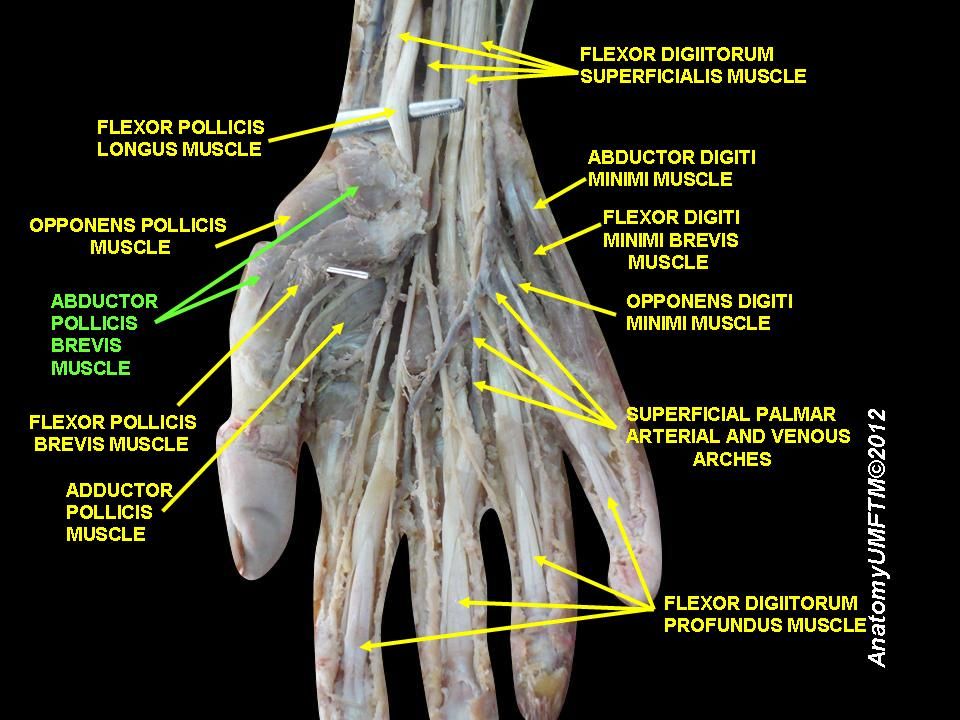 FLEXOR DIGIITORUM
SUPERFICIALIS MUSCLE
FLEXOR POLLICIS
LONGUS MUSCLE
ABDUCTOR DIGITI
MINIMI MUSCLE
OPPONENS POLLICIS
MUSCLE
FLEXOR DIGITI
MINIMI BREVIS
MUSCLE
ABDUCTOR
POLLICIS
BREVIS
MUSCLE
OPPONENS DIGITI
MINIMI MUSCLE
FLEXOR POLLICIS
BREVIS MUSCLE
SUPERFICIAL PALMAR
ARTERIAL AND VENOUS
ARCHES
ADDUCTOR
POLLICIS
MUSCLE
FLEXOR DIGIITORUM
PROFUNDUS MUSCLE
AnatomyUMFTM©2012